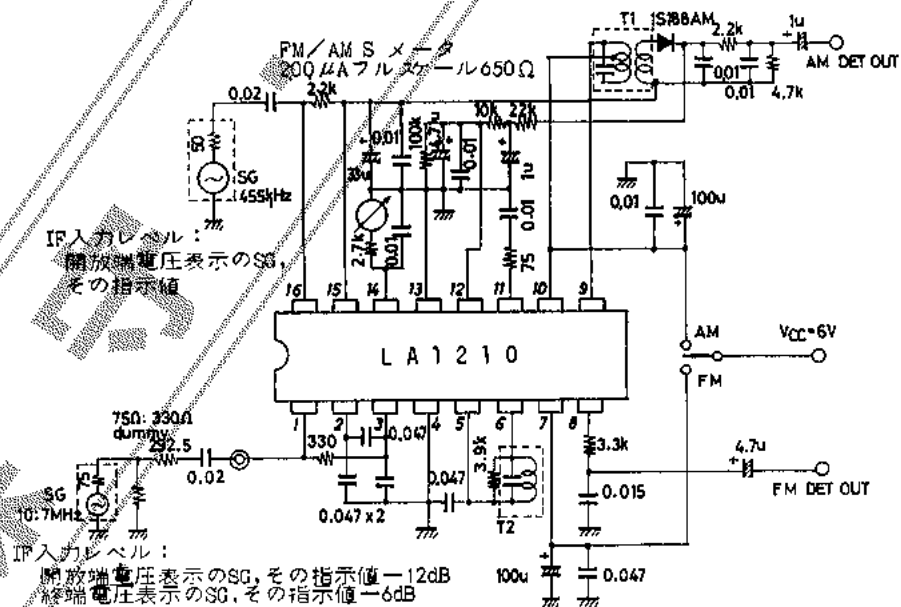 T1
1S188AM
2.2k
1u
AM DET OUT
0.01
0.01
4.7k
FM/AM S メータ
200μAフルスケール650Ω
0.02
2.2k
SG
455kHz
33u
0.01
100k
4.7u
0.01
10k
22k
1u
0.01
75
2.7k
0.01
0.01
100u
IF入力レベル:
開放端電圧表示のSG,
その指示値
16 15 14 13 12 11 10 9
LA1210
AM
VCC=6V
FM
1 2 3 4 5 6 7 8
75Ω:330Ω
dummy
292.5
0.02
330
0.047
0.047x2
0.047
3.9k
T2
3.3k
0.015
4.7u
FM DET OUT
75
SG
10.7MHz
100u
0.047
IF入力レベル:
開放端電圧表示のSG,その指示値-12dB
終端電圧表示のSG,その指示値-6dB